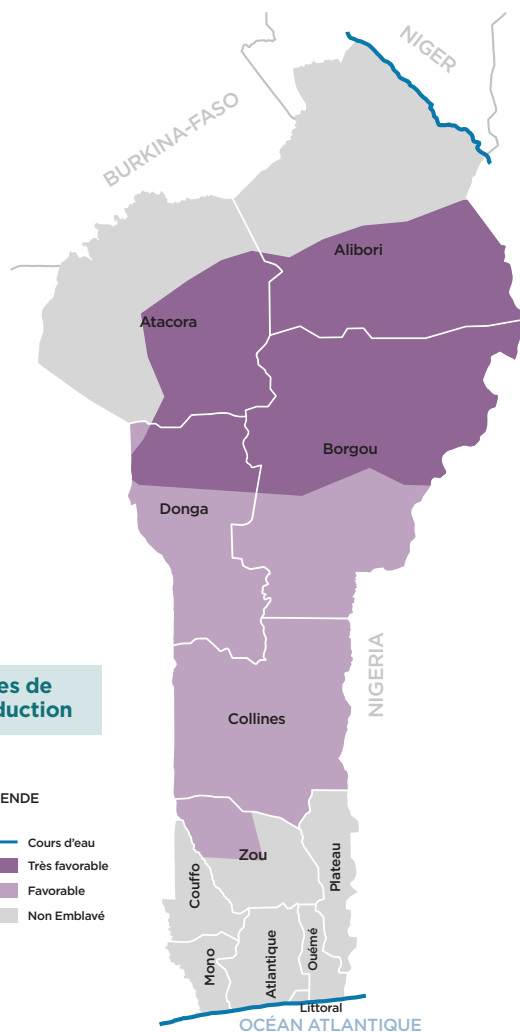 NIGER
BURKINA-FASO
Alibori
Atacora
Borgou
Donga
NIGERIA
es de
duction
Collines
ENDE
Cours d'eau
Très favorable
Favorable
Non Emblavé
Zou
Couffo
Plateau
Mono
Atlantique
Ouémé
Littoral
OCÉAN ATLANTIQUE